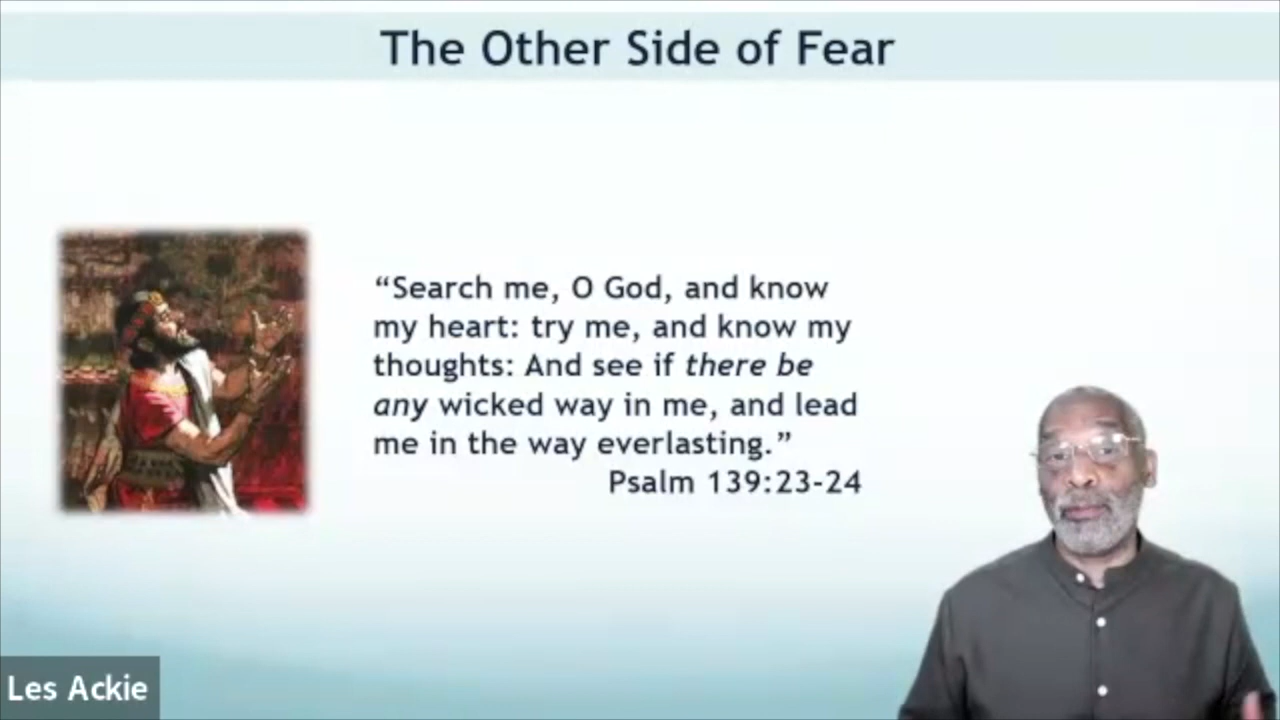 The Other Side of Fear
“Search me, O God, and know
my heart: try me, and know my
thoughts: And see if there be
any wicked way in me, and lead
me in the way everlasting.”
Psalm 139:23-24
Les Ackie